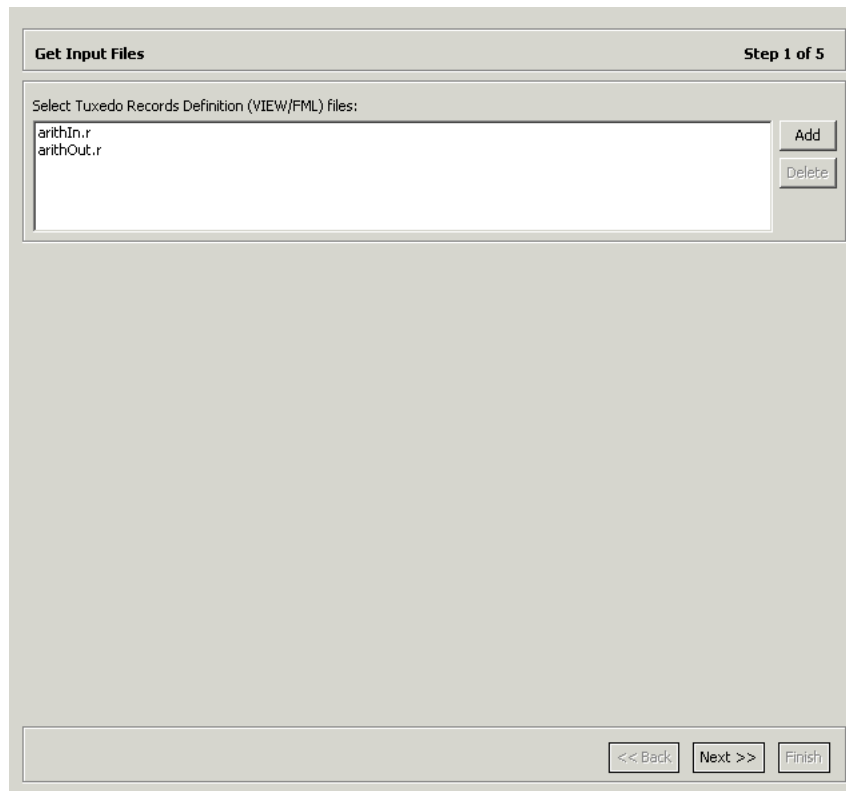 Get Input Files Step 1 of 5
Select Tuxedo Records Definition (VIEW/FML) files:
arithIn.r
arithOut.r
Add
Delete
<< Back Next >> Finish